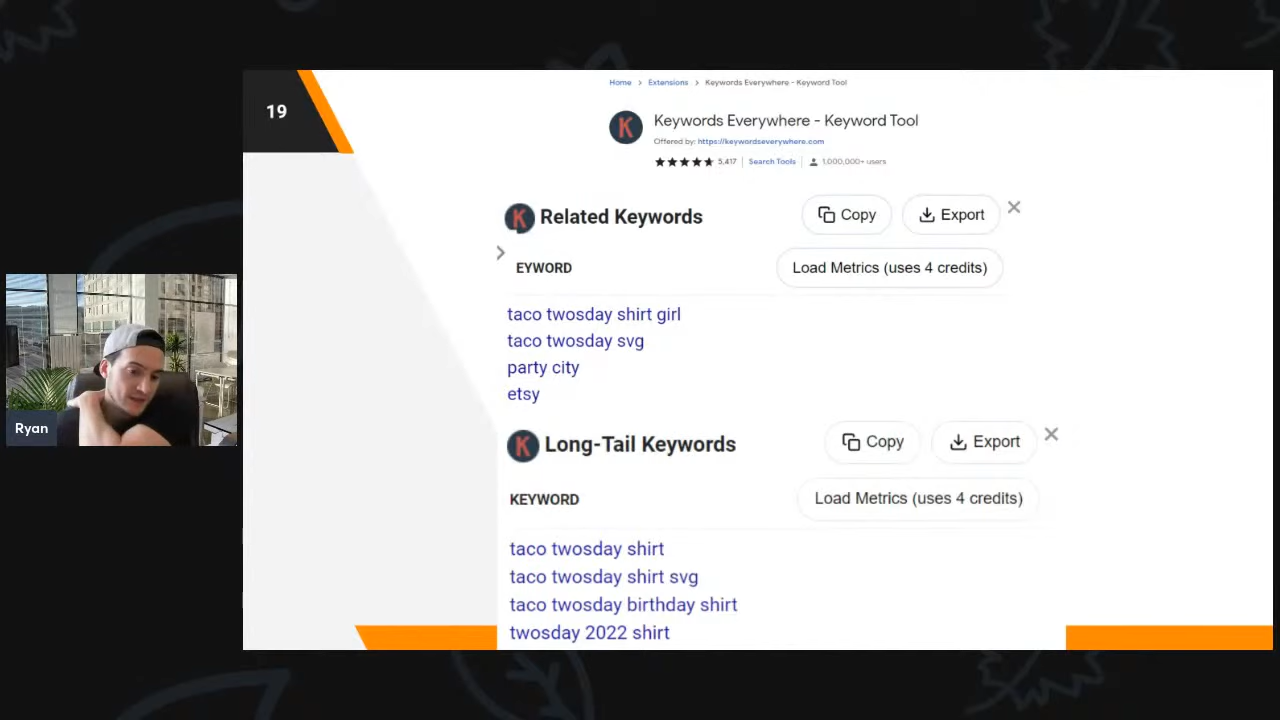 19
Home > Extensions > Keywords Everywhere - Keyword Tool
K Keywords Everywhere - Keyword Tool
Offered by: https://keywordseverywhere.com
5,417 | Search Tools | 1,000,000+ users
K Related Keywords Copy Export
EYWORD Load Metrics (uses 4 credits)
taco twosday shirt girl
taco twosday svg
party city
etsy
K Long-Tail Keywords Copy Export
KEYWORD Load Metrics (uses 4 credits)
taco twosday shirt
taco twosday shirt svg
taco twosday birthday shirt
twosday 2022 shirt
Ryan